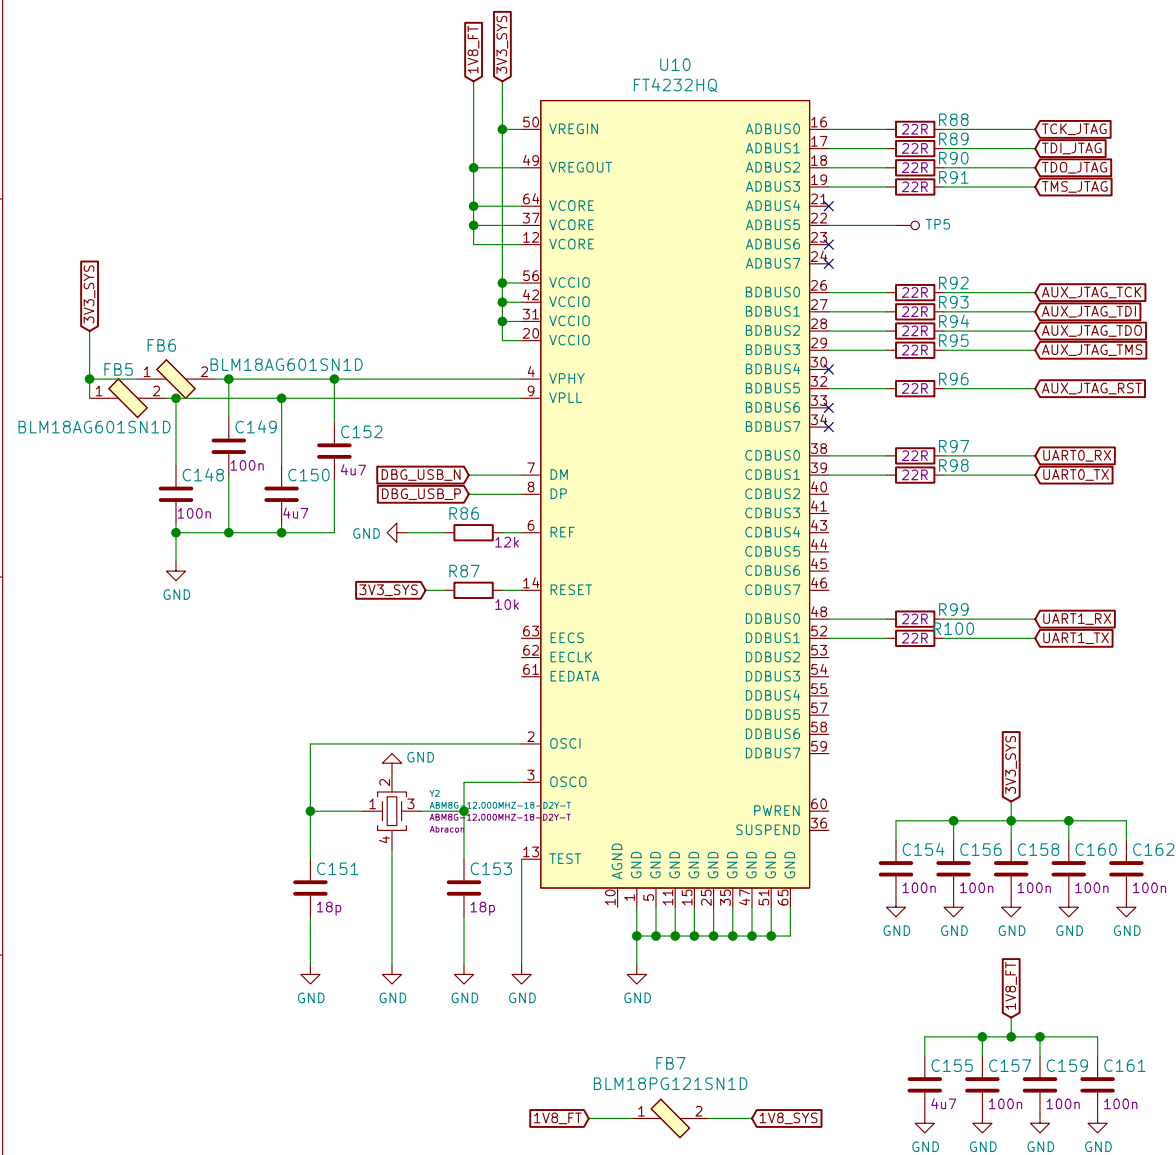 1V8_FT
3V3_SYS
U10
FT4232HQ
50 VREGIN
49 VREGOUT
64 VCORE
37 VCORE
12 VCORE
56 VCCIO
42 VCCIO
31 VCCIO
20 VCCIO
4 VPHY
9 VPLL
7 DM
8 DP
6 REF
14 RESET
63 EECS
62 EECLK
61 EEDATA
2 OSCI
3 OSCO
13 TEST
ADBUS0 16 22R R88 TCK_JTAG
ADBUS1 17 22R R89 TDI_JTAG
ADBUS2 18 22R R90 TDO_JTAG
ADBUS3 19 22R R91 TMS_JTAG
ADBUS4 21
ADBUS5 22 TP5
ADBUS6 23
ADBUS7 24
BDBUS0 26 22R R92 AUX_JTAG_TCK
BDBUS1 27 22R R93 AUX_JTAG_TDI
BDBUS2 28 22R R94 AUX_JTAG_TDO
BDBUS3 29 22R R95 AUX_JTAG_TMS
BDBUS4 30
BDBUS5 32 22R R96 AUX_JTAG_RST
BDBUS6 33
BDBUS7 34
CDBUS0 38 22R R97 UART0_RX
CDBUS1 39 22R R98 UART0_TX
CDBUS2 40
CDBUS3 41
CDBUS4 43
CDBUS5 44
CDBUS6 45
CDBUS7 46
DDBUS0 48 22R R99 UART1_RX
DDBUS1 52 22R R100 UART1_TX
DDBUS2 53
DDBUS3 54
DDBUS4 55
DDBUS5 57
DDBUS6 58
DDBUS7 59
PWREN 60
SUSPEND 36
AGND 10
GND 1
GND 5
GND 11
GND 15
GND 25
GND 35
GND 47
GND 51
GND 65
3V3_SYS
FB6
1 2 BLM18AG601SN1D
FB5
1 2
BLM18AG601SN1D
C149
100n
C152
4u7
C148
100n
C150
4u7
GND
DBG_USB_N
DBG_USB_P
GND
R86
12k
3V3_SYS
R87
10k
GND
2
1 3
4
Y2
ABM8G-12.000MHZ-18-D2Y-T
ABM8G-12.000MHZ-18-D2Y-T
Abracon
C151
18p
C153
18p
GND
GND
GND
GND
GND
3V3_SYS
C154
100n
C156
100n
C158
100n
C160
100n
C162
100n
GND
GND
GND
GND
GND
1V8_FT
C155
4u7
C157
100n
C159
100n
C161
100n
GND
GND
GND
GND
FB7
BLM18PG121SN1D
1V8_FT 1 2 1V8_SYS